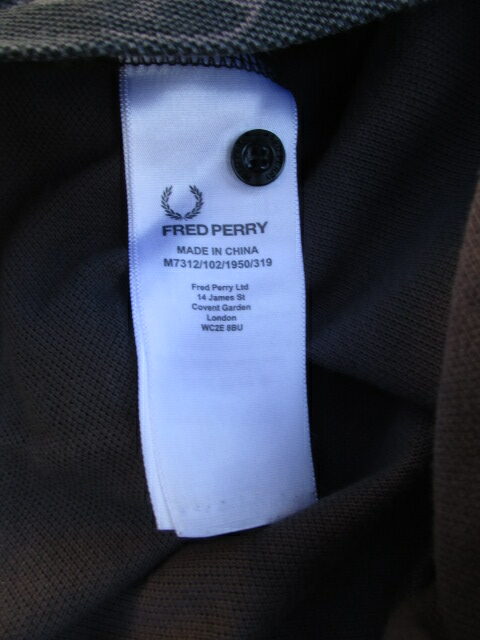 FRED PERRY
MADE IN CHINA
M7312/102/1950/319
Fred Perry Ltd
14 James St
Covent Garden
London
WC2E 8BU